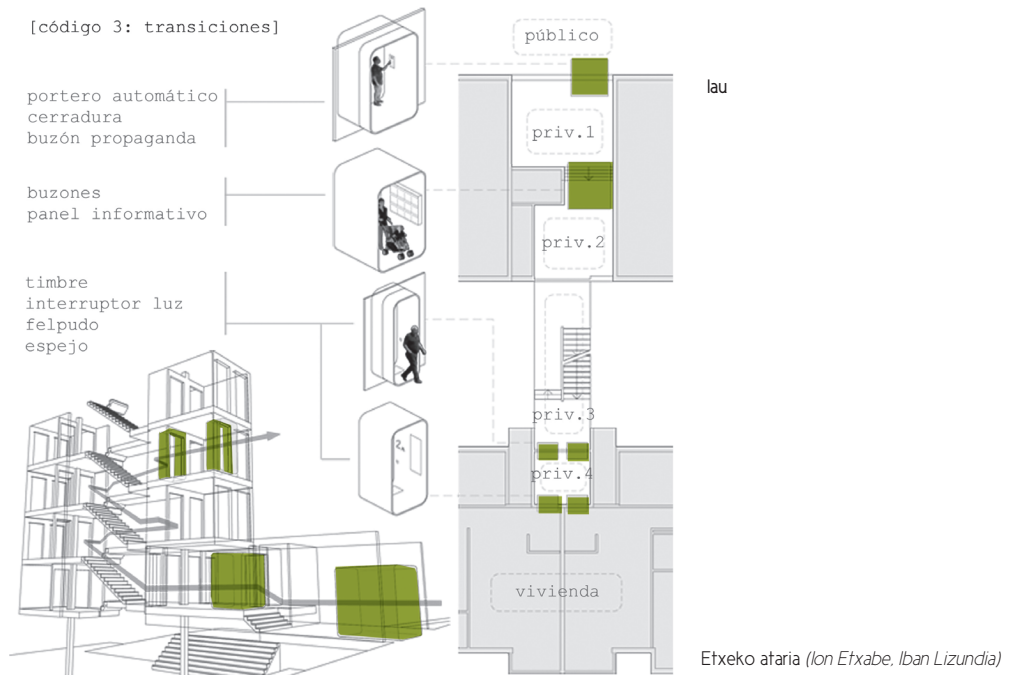 [código 3: transiciones]
portero automático
cerradura
buzón propaganda
buzones
panel informativo
timbre
interruptor luz
felpudo
espejo
público
priv.1
priv.2
priv.3
priv.4
vivienda
lau
Etxeko ataria (Ion Etxabe, Iban Lizundia)